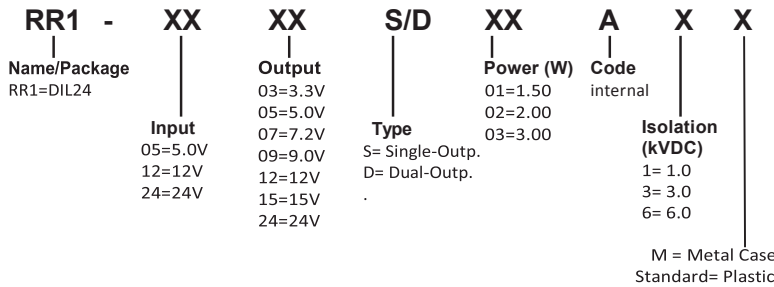 RR1 - XX XX S/D XX A X X
Name/Package
RR1=DIL24
Input
05=5.0V
12=12V
24=24V
Output
03=3.3V
05=5.0V
07=7.2V
09=9.0V
12=12V
15=15V
24=24V
Type
S= Single-Outp.
D= Dual-Outp.
.
Power (W)
01=1.50
02=2.00
03=3.00
Code
internal
Isolation
(kVDC)
1= 1.0
3= 3.0
6= 6.0
M = Metal Case
Standard= Plastic